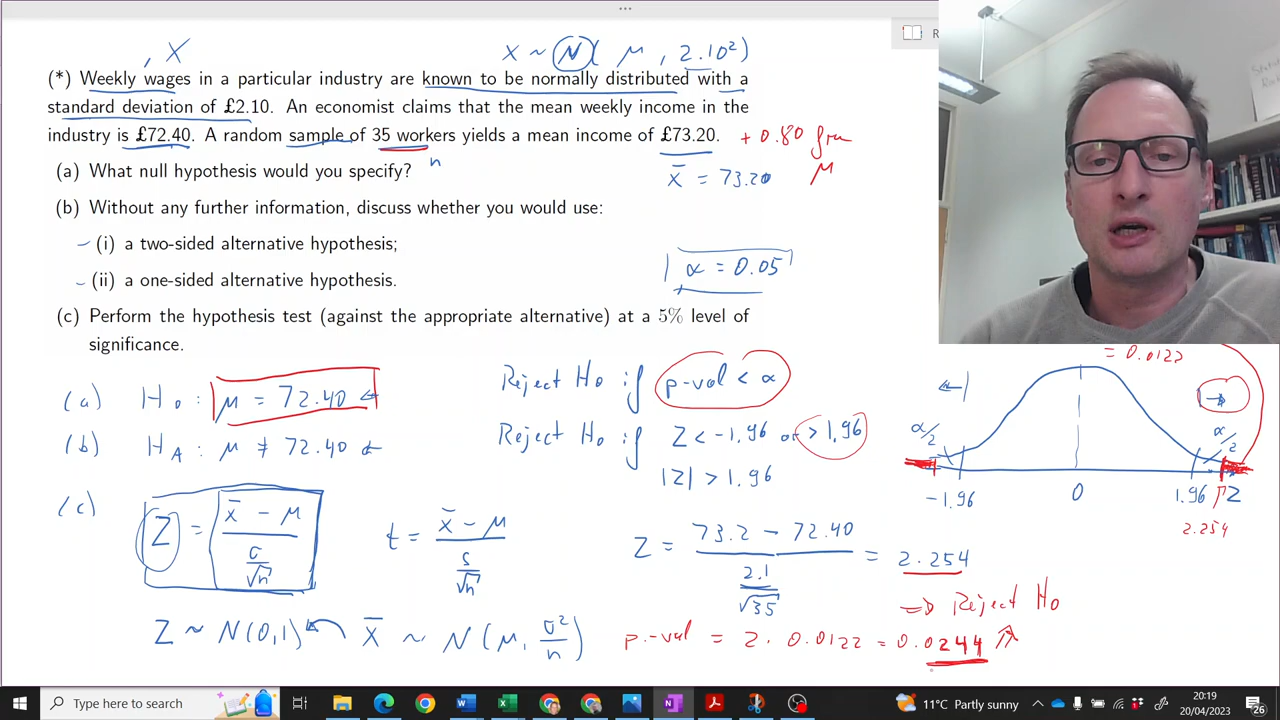 , X
X ~ N( μ , 2.10²)
(*) Weekly wages in a particular industry are known to be normally distributed with a
standard deviation of £2.10. An economist claims that the mean weekly income in the
industry is £72.40. A random sample of 35 workers yields a mean income of £73.20.
+ 0.80 from
μ
n
x̄ = 73.20
(a) What null hypothesis would you specify?
(b) Without any further information, discuss whether you would use:
(i) a two-sided alternative hypothesis;
(ii) a one-sided alternative hypothesis.
α = 0.05
(c) Perform the hypothesis test (against the appropriate alternative) at a 5% level of
significance.
(a) H₀ : μ = 72.40
(b) H_A : μ ≠ 72.40
Reject H₀ if p-val < α
Reject H₀ if Z < -1.96 or > 1.96
|Z| > 1.96
= 0.0122
α/2 α/2
-1.96 0 1.96 Z
2.254
(c) Z = (x̄ - μ) / (σ/√n)
t = (x̄ - μ) / (s/√n)
Z = (73.2 - 72.40) / (2.1/√35) = 2.254
⇒ Reject H₀
Z ~ N(0,1)
X̄ ~ N(μ, σ²/n)
p-val = 2 · 0.0122 = 0.0244
Type here to search
11°C Partly sunny
20:19
20/04/2023
26